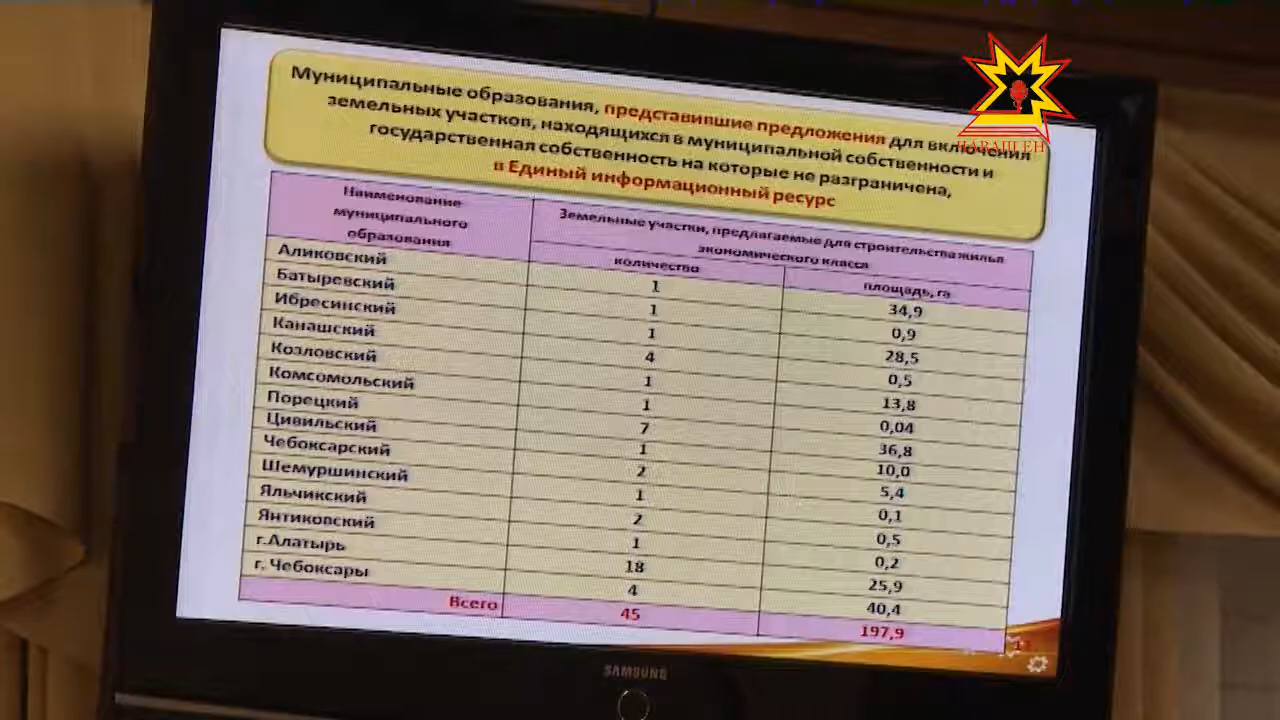 Муниципальные образования, представившие предложения для включения
земельных участков, находящихся в муниципальной собственности и
государственная собственность на которые не разграничена,
в Единый информационный ресурс
Наименование
муниципального
образования
Земельные участки, предлагаемые для строительства жилья
экономического класса
количество площадь, га
Аликовский 1 34,9
Батыревский 1 0,9
Ибресинский 1 28,5
Канашский 4 0,5
Козловский 1 13,8
Комсомольский 1 0,04
Порецкий 7 36,8
Цивильский 1 10,0
Чебоксарский 2 5,4
Шемуршинский 1 0,1
Яльчикский 2 0,5
Янтиковский 1 0,2
г.Алатырь 18 25,9
г. Чебоксары 4 40,4
Всего 45 197,9
SAMSUNG